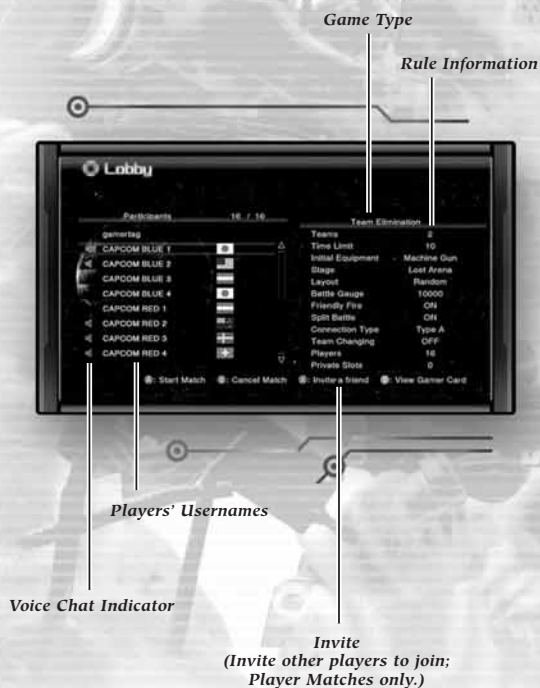 Game Type
Rule Information
Lobby
Participants 16 / 16
gamertag
CAPCOM BLUE 1
CAPCOM BLUE 2
CAPCOM BLUE 3
CAPCOM BLUE 4
CAPCOM RED 1
CAPCOM RED 2
CAPCOM RED 3
CAPCOM RED 4
Team Elimination
Teams 2
Time Limit 10
Initial Equipment - Machine Gun
Stage Lost Arena
Layout Random
Battle Gauge 10000
Friendly Fire ON
Split Battle ON
Connection Type Type A
Team Changing OFF
Players 16
Private Slots 0
: Start Match : Cancel Match : Invite a friend : View Gamer Card
Players' Usernames
Voice Chat Indicator
Invite
(Invite other players to join;
Player Matches only.)